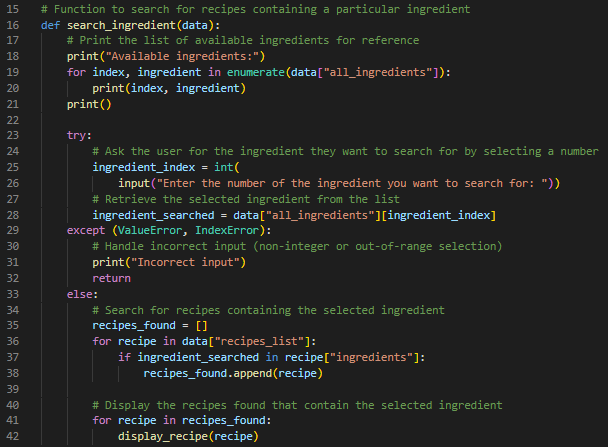 15 # Function to search for recipes containing a particular ingredient
16 def search_ingredient(data):
17     # Print the list of available ingredients for reference
18     print("Available ingredients:")
19     for index, ingredient in enumerate(data["all_ingredients"]):
20         print(index, ingredient)
21     print()
22
23     try:
24         # Ask the user for the ingredient they want to search for by selecting a number
25         ingredient_index = int(
26             input("Enter the number of the ingredient you want to search for: "))
27         # Retrieve the selected ingredient from the list
28         ingredient_searched = data["all_ingredients"][ingredient_index]
29     except (ValueError, IndexError):
30         # Handle incorrect input (non-integer or out-of-range selection)
31         print("Incorrect input")
32         return
33     else:
34         # Search for recipes containing the selected ingredient
35         recipes_found = []
36         for recipe in data["recipes_list"]:
37             if ingredient_searched in recipe["ingredients"]:
38                 recipes_found.append(recipe)
39
40         # Display the recipes found that contain the selected ingredient
41         for recipe in recipes_found:
42             display_recipe(recipe)